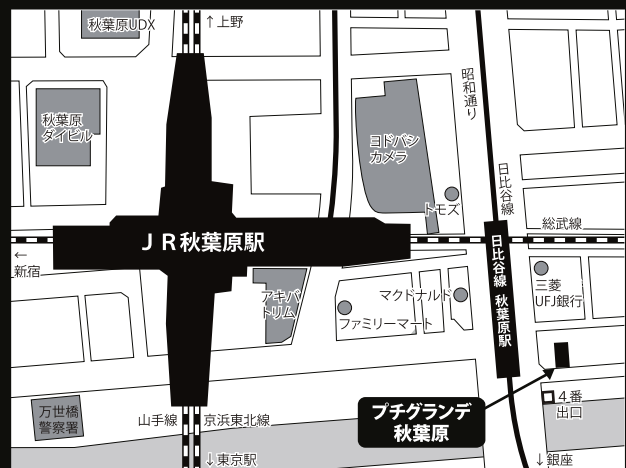 秋葉原UDX
↑上野
昭和通り
秋葉原
ダイビル
ヨドバシ
カメラ
日比谷線
トモズ
総武線
JR秋葉原駅
←
新宿
日比谷線 秋葉原駅
三菱
UFJ銀行
アキバ
トリム
マクドナルド
ファミリーマート
プチグランデ
秋葉原
4番
出口
万世橋
警察署
山手線
京浜東北線
↓東京駅
↓銀座